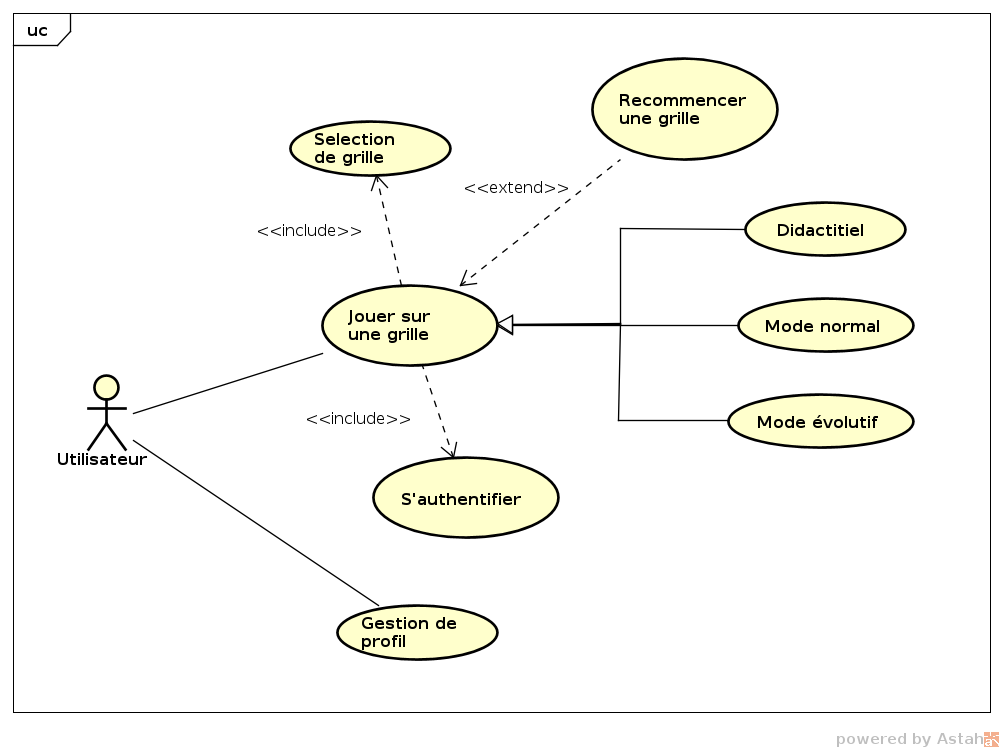 uc
Recommencer
une grille
Selection
de grille
<<extend>>
<<include>>
Didactitiel
Jouer sur
une grille
Mode normal
<<include>>
Mode évolutif
Utilisateur
S'authentifier
Gestion de
profil
powered by Astah